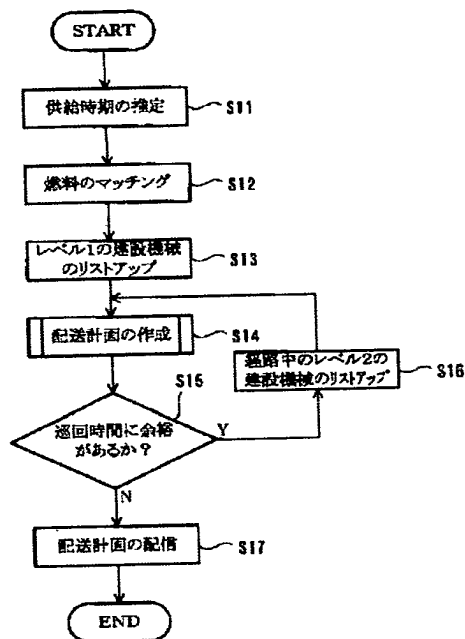 START
供給時期の推定
S11
燃料のマッチング
S12
レベル1の建設機械
のリストアップ
S13
配送計画の作成
S14
経路中のレベル2の
建設機械のリストアップ
S16
S15
巡回時間に余裕
があるか？
Y
N
配送計画の配信
S17
END